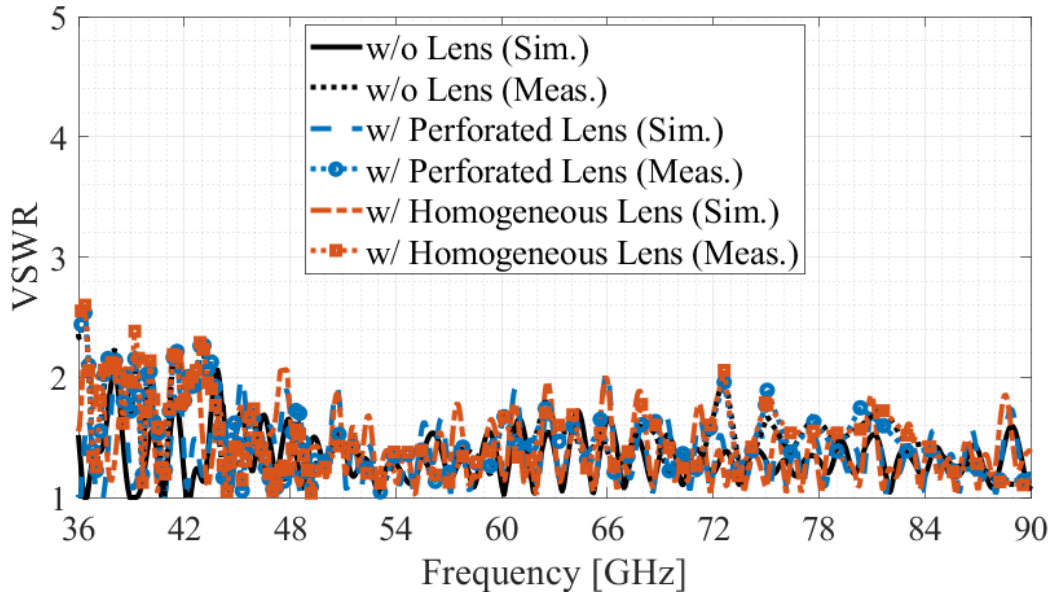 5
4
3
2
1
VSWR
w/o Lens (Sim.)
w/o Lens (Meas.)
w/ Perforated Lens (Sim.)
w/ Perforated Lens (Meas.)
w/ Homogeneous Lens (Sim.)
w/ Homogeneous Lens (Meas.)
36 42 48 54 60 66 72 78 84 90
Frequency [GHz]